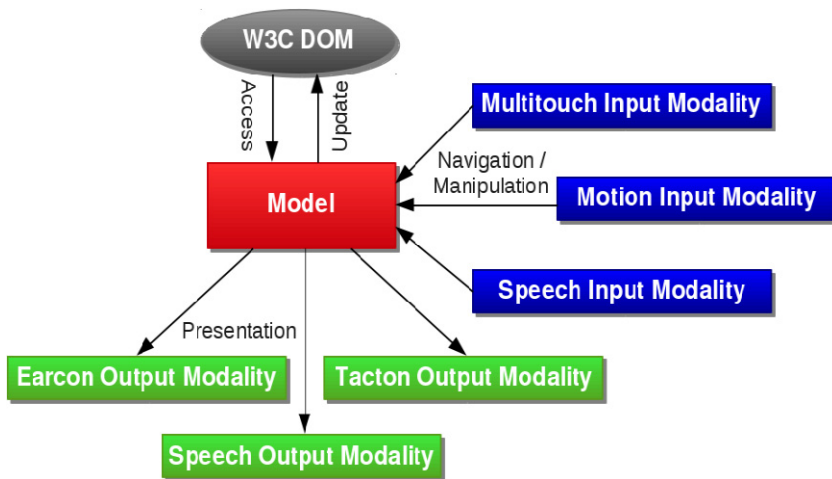 W3C DOM
Access
Update
Multitouch Input Modality
Navigation /
Manipulation
Model
Motion Input Modality
Speech Input Modality
Presentation
Earcon Output Modality
Tacton Output Modality
Speech Output Modality